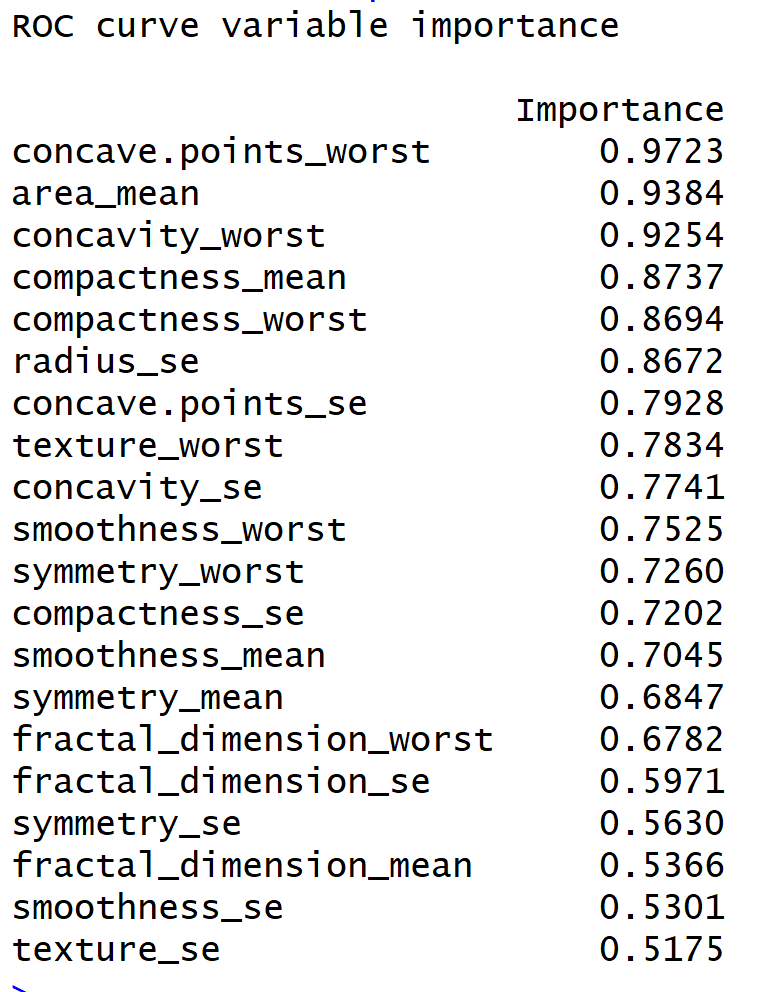 ROC curve variable importance
Importance
concave.points_worst 0.9723
area_mean 0.9384
concavity_worst 0.9254
compactness_mean 0.8737
compactness_worst 0.8694
radius_se 0.8672
concave.points_se 0.7928
texture_worst 0.7834
concavity_se 0.7741
smoothness_worst 0.7525
symmetry_worst 0.7260
compactness_se 0.7202
smoothness_mean 0.7045
symmetry_mean 0.6847
fractal_dimension_worst 0.6782
fractal_dimension_se 0.5971
symmetry_se 0.5630
fractal_dimension_mean 0.5366
smoothness_se 0.5301
texture_se 0.5175
>